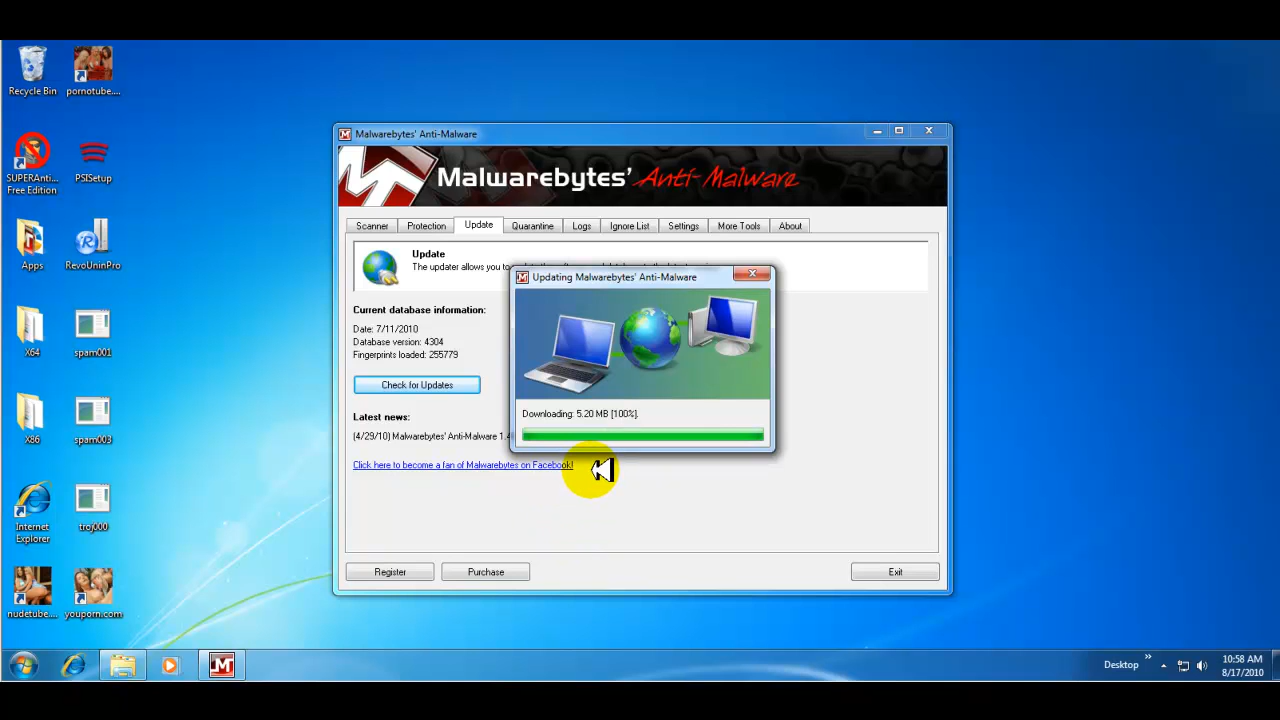 Recycle Bin
pornotube....
SUPERAnti...
Free Edition
PSISetup
Apps
RevoUninPro
X64
spam001
X86
spam003
Internet
Explorer
troj000
nudetube....
youporn.com
Malwarebytes' Anti-Malware
Malwarebytes' Anti-Malware
Scanner
Protection
Update
Quarantine
Logs
Ignore List
Settings
More Tools
About
Update
The updater allows you to
Current database information:
Date: 7/11/2010
Database version: 4304
Fingerprints loaded: 255779
Check for Updates
Latest news:
(4/29/10) Malwarebytes' Anti-Malware 1.4
Click here to become a fan of Malwarebytes on Facebook!
Updating Malwarebytes' Anti-Malware
Downloading: 5.20 MB [100%].
Register
Purchase
Exit
Desktop
10:58 AM
8/17/2010